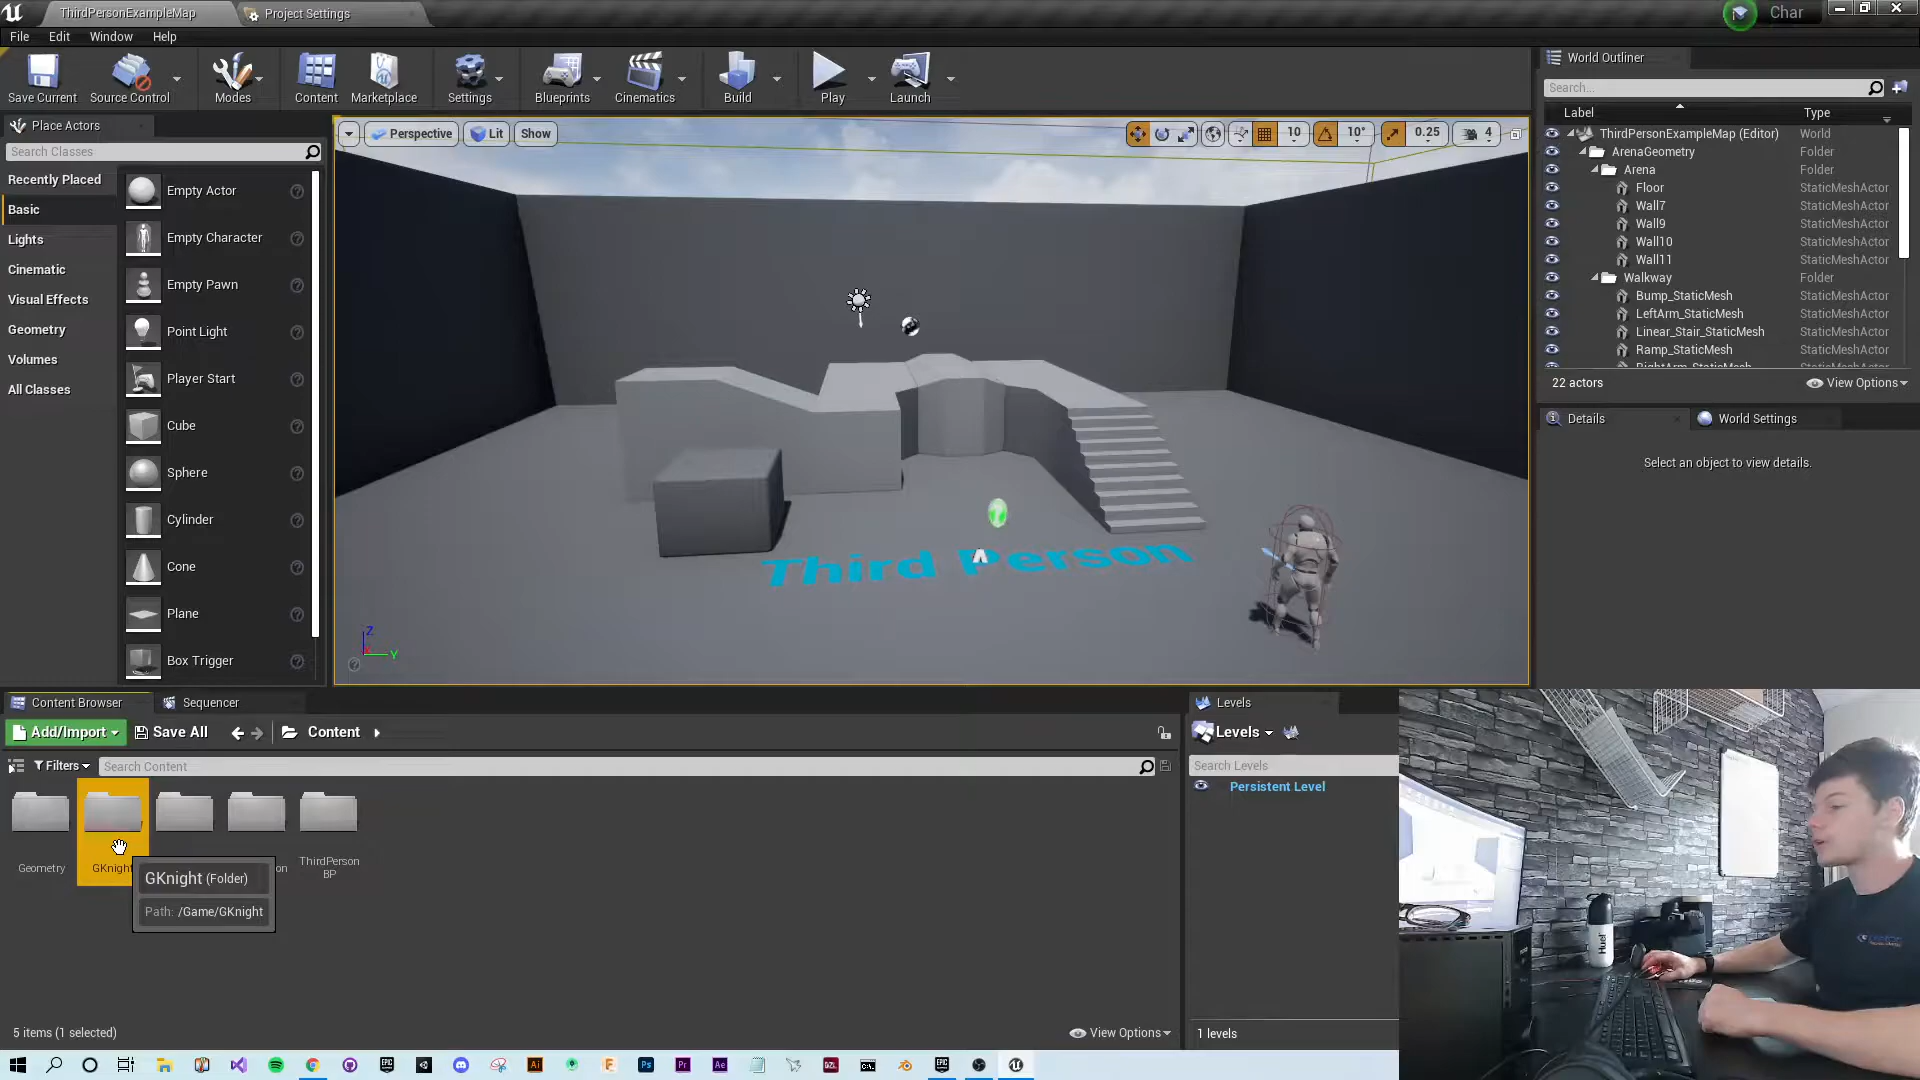 ThirdPersonExampleMap
Project Settings
Char
File Edit Window Help
Save Current
Source Control
Modes
Content
Marketplace
Settings
Blueprints
Cinematics
Build
Play
Launch
Place Actors
Search Classes
Recently Placed
Basic
Lights
Cinematic
Visual Effects
Geometry
Volumes
All Classes
Empty Actor
Empty Character
Empty Pawn
Point Light
Player Start
Cube
Sphere
Cylinder
Cone
Plane
Box Trigger
Perspective
Lit
Show
10
10°
0.25
4
Third Person
Z
Y
World Outliner
Search...
Label Type
ThirdPersonExampleMap (Editor) World
ArenaGeometry Folder
Arena Folder
Floor StaticMeshActor
Wall7 StaticMeshActor
Wall9 StaticMeshActor
Wall10 StaticMeshActor
Wall11 StaticMeshActor
Walkway Folder
Bump_StaticMesh StaticMeshActor
LeftArm_StaticMesh StaticMeshActor
Linear_Stair_StaticMesh StaticMeshActor
Ramp_StaticMesh StaticMeshActor
RightArm_StaticMesh StaticMeshActor
22 actors
View Options
Details
World Settings
Select an object to view details.
Content Browser
Sequencer
Add/Import
Save All
Content
Filters
Search Content
Geometry
GKnight
on
ThirdPerson
BP
GKnight (Folder)
Path: /Game/GKnight
5 items (1 selected)
View Options
Levels
Levels
Search Levels
Persistent Level
1 levels
Huel